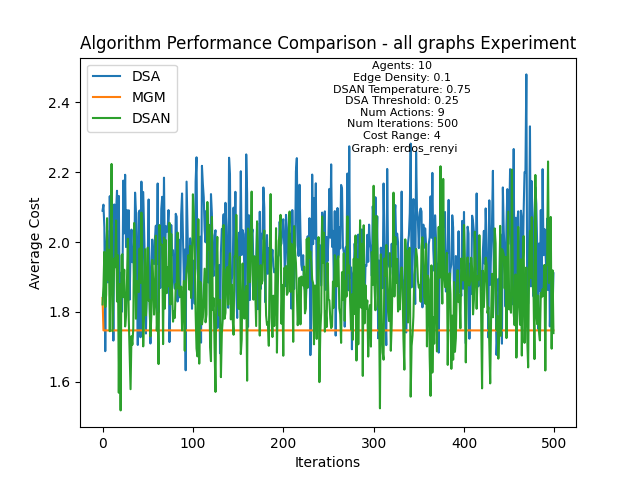 Algorithm Performance Comparison - all graphs Experiment
DSA
MGM
DSAN
Agents: 10
Edge Density: 0.1
DSAN Temperature: 0.75
DSA Threshold: 0.25
Num Actions: 9
Num Iterations: 500
Cost Range: 4
Graph: erdos_renyi
Average Cost
2.4
2.2
2.0
1.8
1.6
0 100 200 300 400 500
Iterations